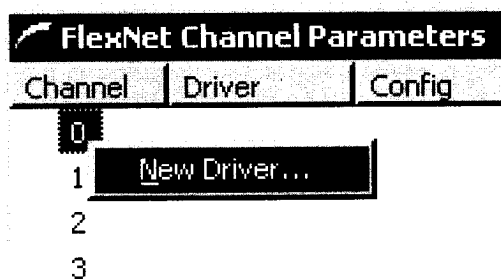 FlexNet Channel Parameters
Channel Driver Config
0
1 New Driver...
2
3